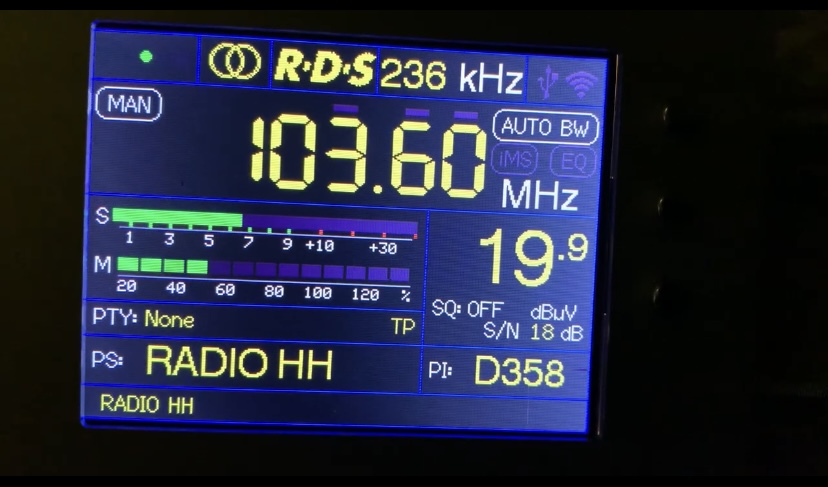 R·D·S 236 kHz
MAN
103.60
AUTO BW
iMS EQ
MHz
S
1 3 5 7 9 +10 +30
M
20 40 60 80 100 120 %
19.9
SQ: OFF dBuV
S/N 18 dB
PTY: None TP
PS: RADIO HH
PI: D358
RADIO HH